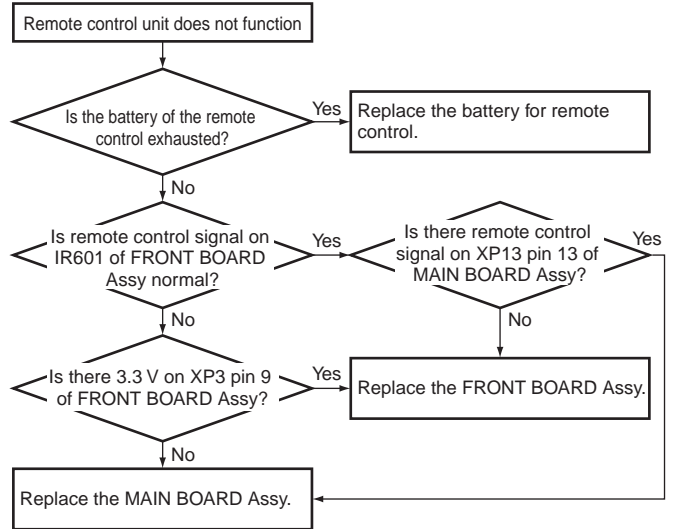 Remote control unit does not function
Is the battery of the remote
control exhausted?
Yes
Replace the battery for remote
control.
No
Is remote control signal on
IR601 of FRONT BOARD
Assy normal?
Yes
Is there remote control
signal on XP13 pin 13 of
MAIN BOARD Assy?
Yes
No
No
Is there 3.3 V on XP3 pin 9
of FRONT BOARD Assy?
Yes
Replace the FRONT BOARD Assy.
No
Replace the MAIN BOARD Assy.